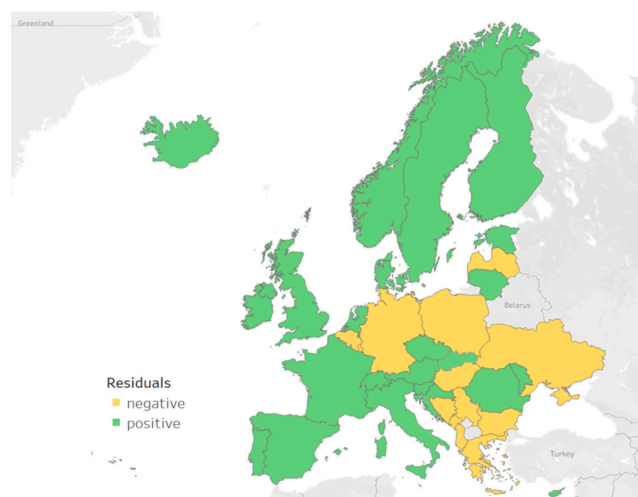 Greenland
Belarus
Residuals
negative
positive
Turkey